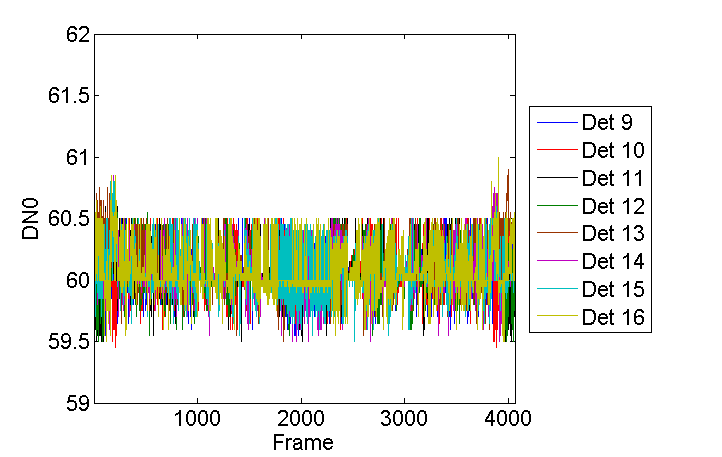 62
61.5
61
60.5
60
59.5
59
DN0
1000
2000
3000
4000
Frame
Det 9
Det 10
Det 11
Det 12
Det 13
Det 14
Det 15
Det 16